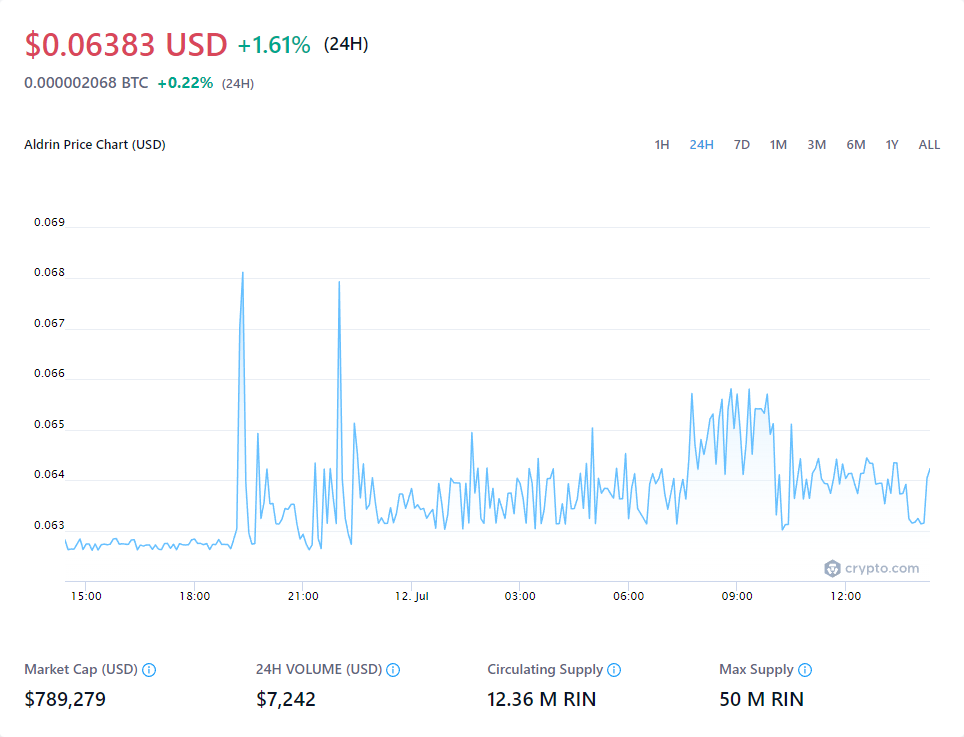 $0.06383 USD +1.61% (24H)
0.000002068 BTC +0.22% (24H)
Aldrin Price Chart (USD)
1H 24H 7D 1M 3M 6M 1Y ALL
0.069
0.068
0.067
0.066
0.065
0.064
0.063
crypto.com
15:00 18:00 21:00 12. Jul 03:00 06:00 09:00 12:00
Market Cap (USD) 24H VOLUME (USD) Circulating Supply Max Supply
$789,279 $7,242 12.36 M RIN 50 M RIN